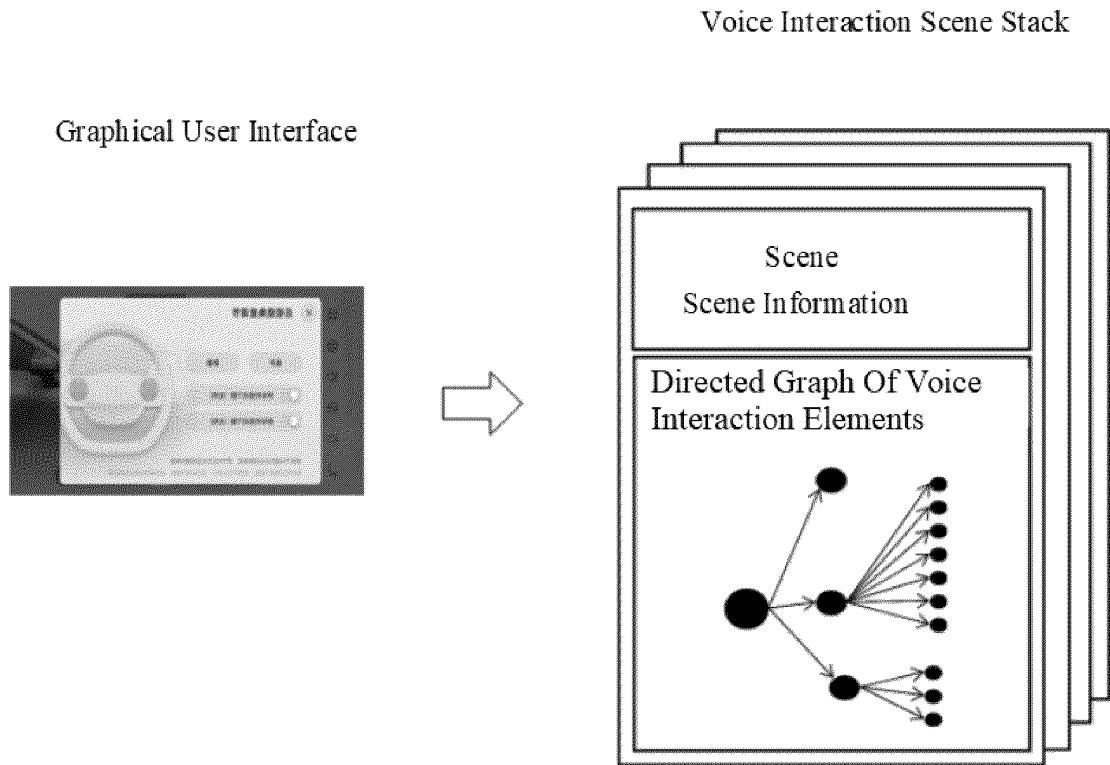 Voice Interaction Scene Stack
Graphical User Interface
Scene
Scene Information
Directed Graph Of Voice
Interaction Elements